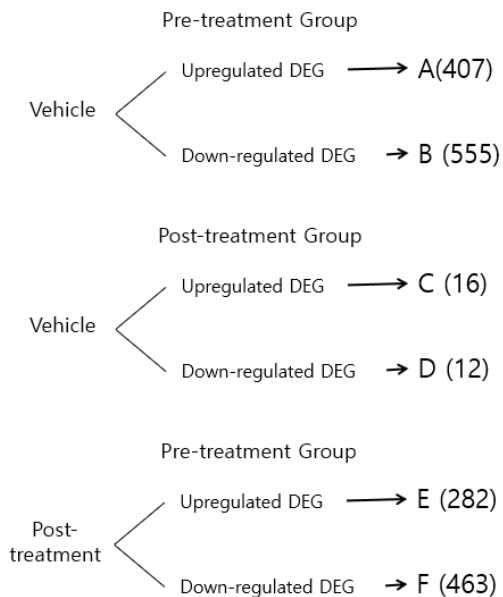 Pre-treatment Group
Upregulated DEG → A(407)
Vehicle
Down-regulated DEG → B (555)
Post-treatment Group
Upregulated DEG → C (16)
Vehicle
Down-regulated DEG → D (12)
Pre-treatment Group
Upregulated DEG → E (282)
Post-
treatment
Down-regulated DEG → F (463)